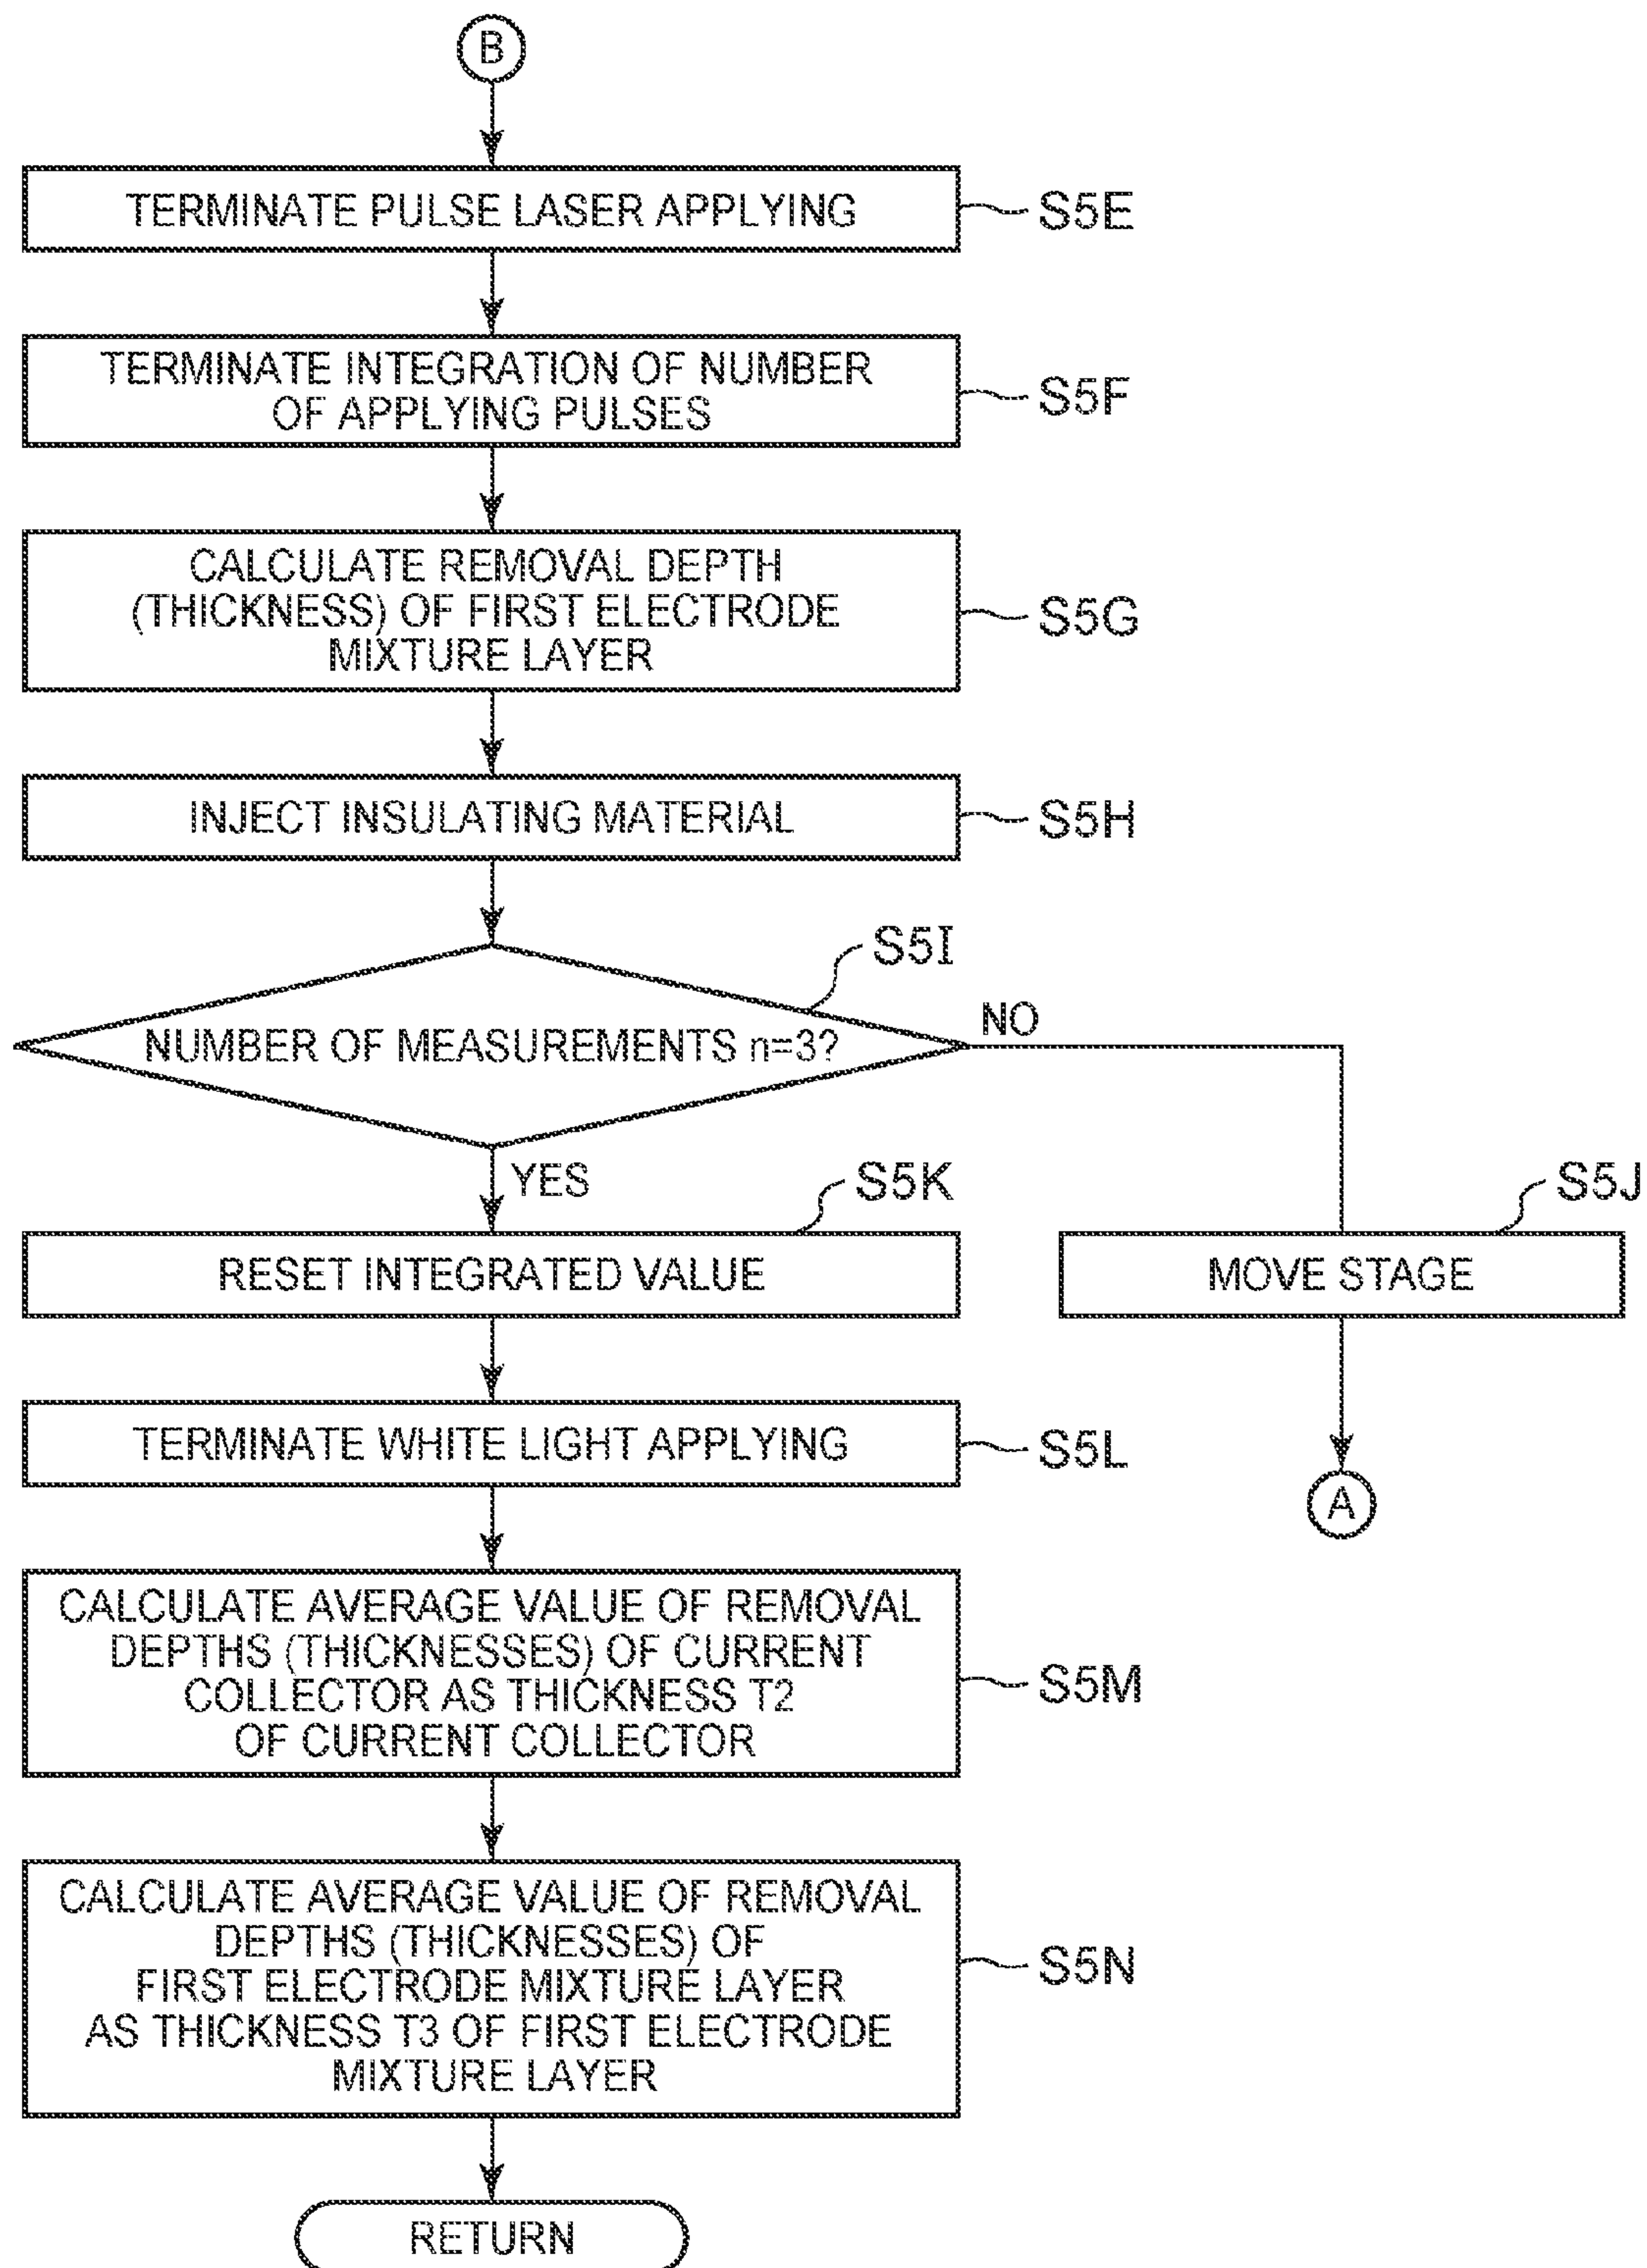 B
TERMINATE PULSE LASER APPLYING
S5E
TERMINATE INTEGRATION OF NUMBER
OF APPLYING PULSES
S5F
CALCULATE REMOVAL DEPTH
(THICKNESS) OF FIRST ELECTRODE
MIXTURE LAYER
S5G
INJECT INSULATING MATERIAL
S5H
S5I
NUMBER OF MEASUREMENTS n=3?
NO
YES
S5K
S5J
RESET INTEGRATED VALUE
MOVE STAGE
TERMINATE WHITE LIGHT APPLYING
S5L
A
CALCULATE AVERAGE VALUE OF REMOVAL
DEPTHS (THICKNESSES) OF CURRENT
COLLECTOR AS THICKNESS T2
OF CURRENT COLLECTOR
S5M
CALCULATE AVERAGE VALUE OF REMOVAL
DEPTHS (THICKNESSES) OF
FIRST ELECTRODE MIXTURE LAYER
AS THICKNESS T3 OF FIRST ELECTRODE
MIXTURE LAYER
S5N
RETURN